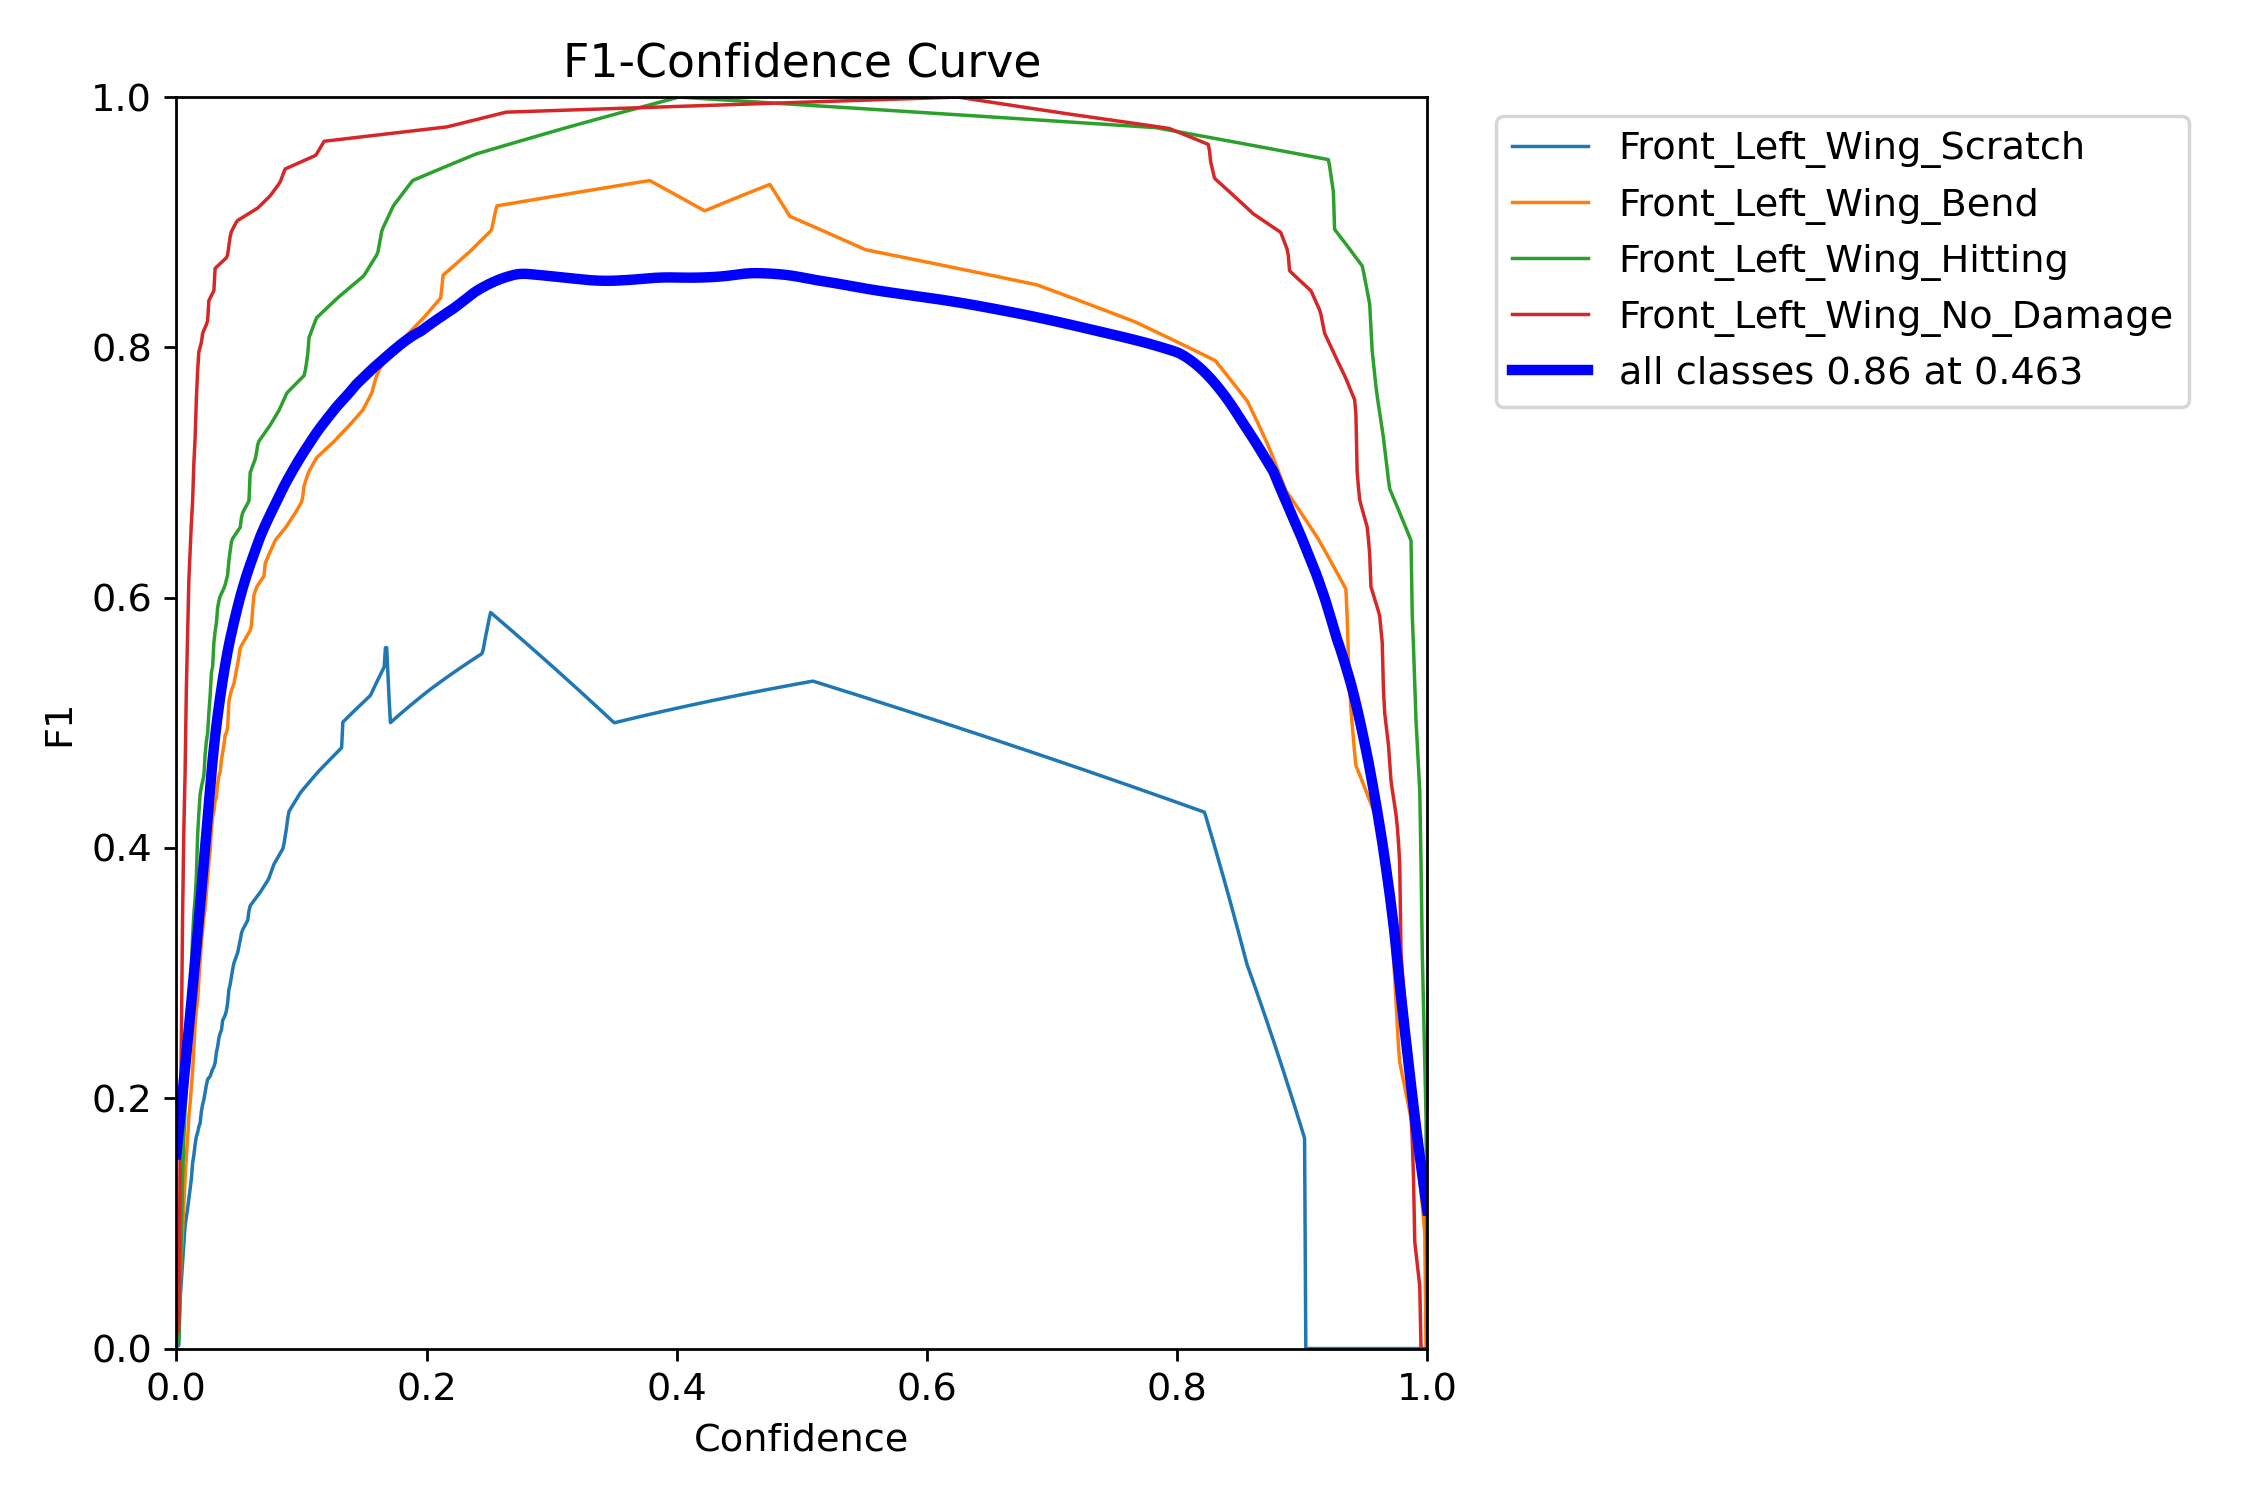 F1-Confidence Curve
1.0
0.8
0.6
0.4
0.2
0.0
F1
0.0 0.2 0.4 0.6 0.8 1.0
Confidence
Front_Left_Wing_Scratch
Front_Left_Wing_Bend
Front_Left_Wing_Hitting
Front_Left_Wing_No_Damage
all classes 0.86 at 0.463